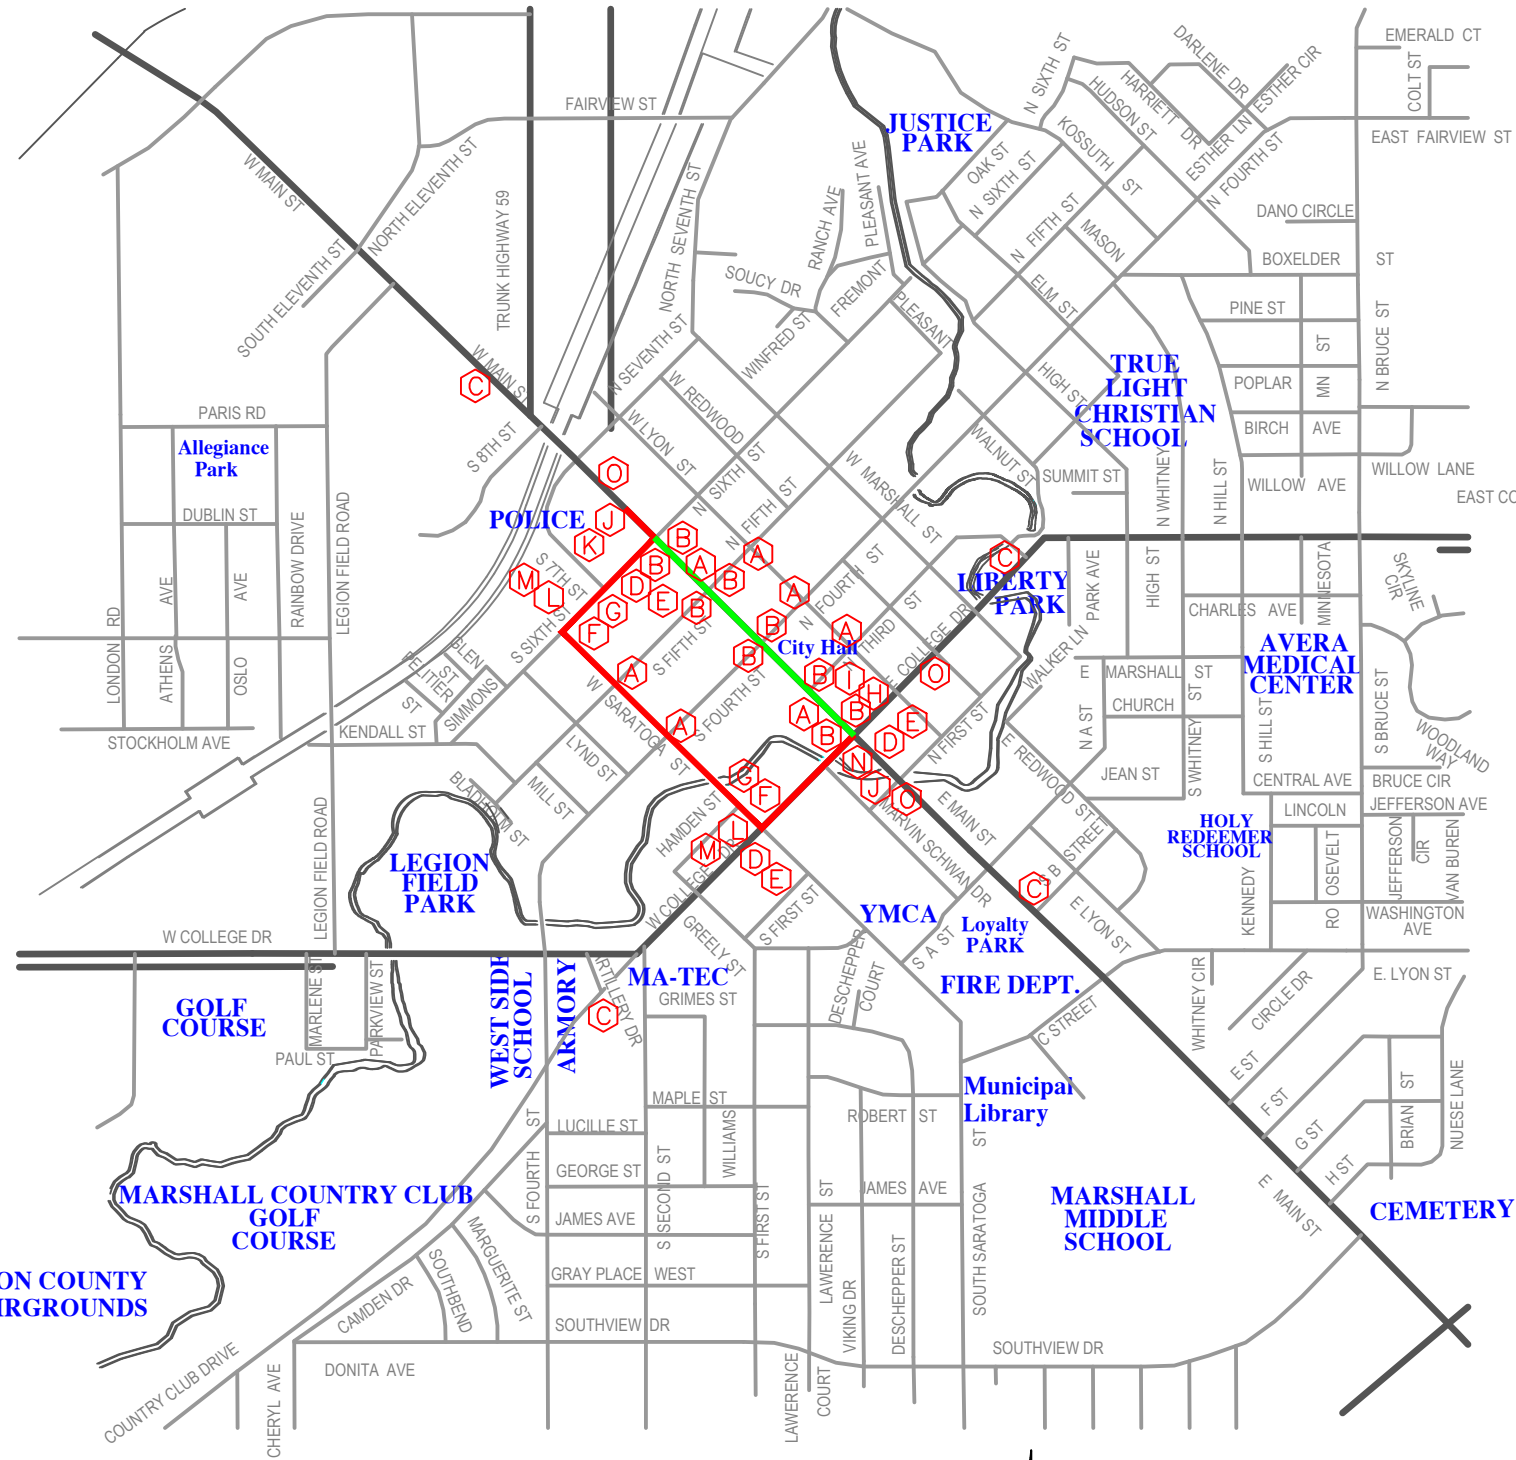 EMERALD CT
COLT ST
DARLENE DR
ESTHER CIR
N SIXTH ST
HARRIETT DR
HUDSON ST
ESTHER LN
FAIRVIEW ST
JUSTICE
PARK
KOSSUTH ST
EAST FAIRVIEW ST
N FOURTH ST
OAK ST
N SIXTH ST
W MAIN ST
NORTH ELEVENTH ST
PLEASANT AVE
RANCH AVE
TRUNK HIGHWAY 59
NORTH SEVENTH ST
N FIFTH ST
MASON
DANO CIRCLE
BOXELDER ST
SOUTH ELEVENTH ST
SOUCY DR
FREMONT
PLEASANT
ELM ST
PINE ST
ST
N BRUCE ST
WINFRED ST
N SEVENTH ST
W MAIN ST
C
W REDWOOD ST
HIGH ST
TRUE
LIGHT
CHRISTIAN
SCHOOL
POPLAR
MN
PARIS RD
BIRCH AVE
Allegiance
Park
S 8TH ST
W LYON ST
N SIXTH ST
W MARSHALL ST
WALNUT ST
SUMMIT ST
N WHITNEY
N HILL ST
WILLOW AVE
WILLOW LANE
EAST CO
LEGION FIELD ROAD
RAINBOW DRIVE
DUBLIN ST
O
POLICE
J
K
N FIFTH ST
B
A
A
B
B
A
C
LIBERTY
PARK
PARK AVE
HIGH ST
MINNESOTA
SKYLINE
CIR
LONDON RD
ATHENS AVE
OSLO AVE
S 7TH ST
M
L
D
G
E
B
F
S SIXTH ST
N FOURTH ST
CHARLES AVE
A
B
City Hall
THIRD ST
E COLLEGE DR
WALKER LN
AVERA
MEDICAL
CENTER
GLEN ST
DELITER ST
SIMMONS
S FIFTH ST
A
B
B
I
H
O
E MARSHALL ST
CHURCH ST
KENDALL ST
STOCKHOLM AVE
W SARATOGA ST
S FOURTH ST
A
A
B
B
E
D
N FIRST ST
N A ST
S WHITNEY
S HILL ST
S BRUCE ST
WOODLAND
WAY
LYND ST
MILL ST
BLADHOLM ST
G
F
N
J
O
E REDWOOD ST
JEAN ST
CENTRAL AVE
BRUCE CIR
LINCOLN
JEFFERSON AVE
HAMDEN ST
L
M
D
E
MARVIN SCHWAN DR
E MAIN ST
S B STREET
HOLY
REDEEMER
SCHOOL
ROOSEVELT
JEFFERSON
CIR
VAN BUREN
LEGION FIELD ROAD
LEGION
FIELD
PARK
W COLLEGE DR
GREELY ST
S FIRST ST
YMCA
S A ST
Loyalty
PARK
C
E LYON ST
KENNEDY
WASHINGTON
AVE
W COLLEGE DR
MARLENE ST
PARKVIEW ST
WEST SIDE
SCHOOL
ARMORY
ARTILLERY DR
MA-TEC
GRIMES ST
DESCHEPPER
COURT
FIRE DEPT.
WHITNEY CIR
CIRCLE DR
E. LYON ST
GOLF
COURSE
PAUL ST
C
C STREET
E ST
MAPLE ST
ROBERT ST
Municipal
Library
F ST
G ST
H ST
BRIAN ST
NUESE LANE
LUCILLE ST
WILLIAMS
S FOURTH ST
GEORGE ST
S SECOND ST
S FIRST ST
JAMES AVE
ST
MARSHALL COUNTRY CLUB
GOLF
COURSE
JAMES AVE
LAWERENCE ST
SOUTH SARATOGA ST
MARSHALL
MIDDLE
SCHOOL
E MAIN ST
CEMETERY
ON COUNTY
IRGROUNDS
MARGUERITE ST
SOUTHBEND
CAMDEN DR
GRAY PLACE WEST
VIKING DR
DESCHEPPER ST
SOUTHVIEW DR
SOUTHVIEW DR
COUNTRY CLUB DRIVE
CHERYL AVE
DONITA AVE
LAWERENCE
COURT